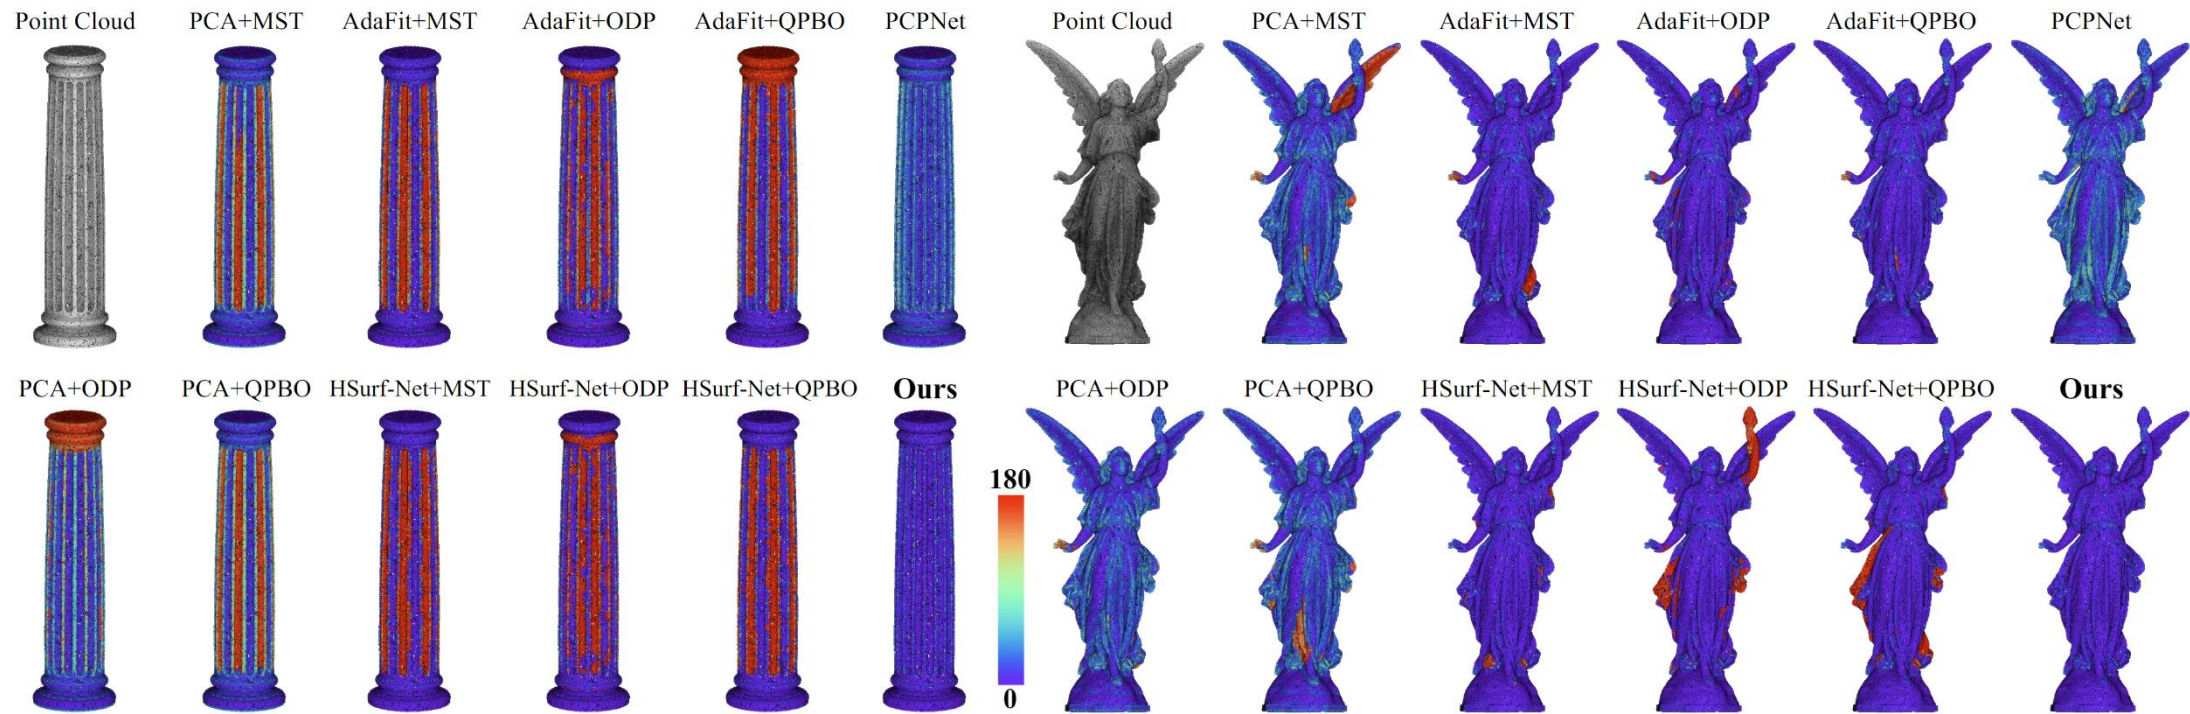 Point Cloud PCA+MST AdaFit+MST AdaFit+ODP AdaFit+QPBO PCPNet
PCA+ODP PCA+QPBO HSurf-Net+MST HSurf-Net+ODP HSurf-Net+QPBO Ours
Point Cloud PCA+MST AdaFit+MST AdaFit+ODP AdaFit+QPBO PCPNet
PCA+ODP PCA+QPBO HSurf-Net+MST HSurf-Net+ODP HSurf-Net+QPBO Ours
180
0